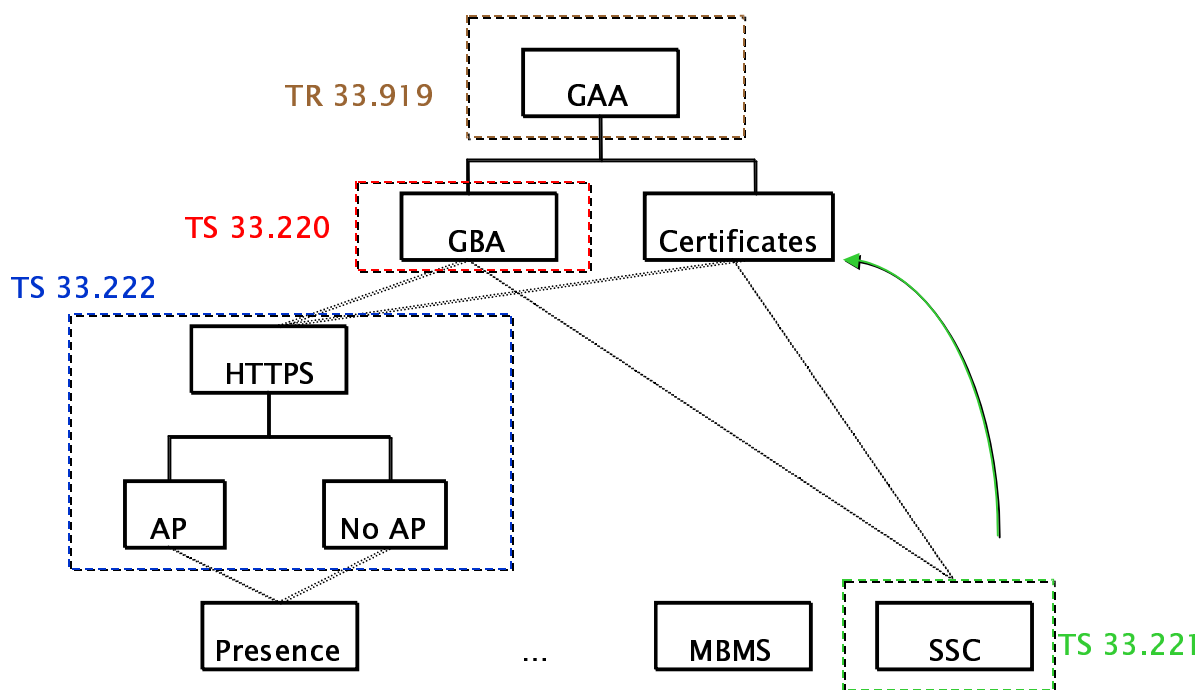 GAA
TR 33.919
TS 33.220
GBA
Certificates
TS 33.222
HTTPS
AP
No AP
Presence
...
MBMS
SSC
TS 33.221